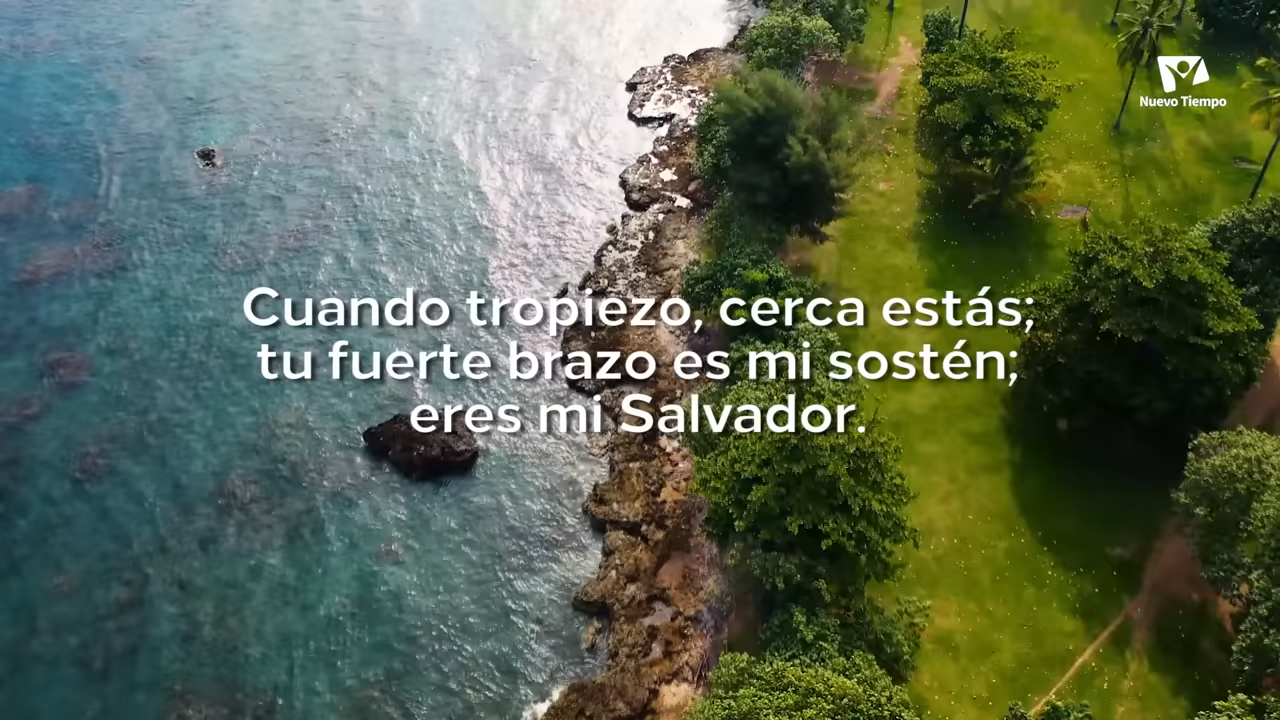 Nuevo Tiempo
Cuando tropiezo, cerca estás;
tu fuerte brazo es mi sostén;
eres mi Salvador.